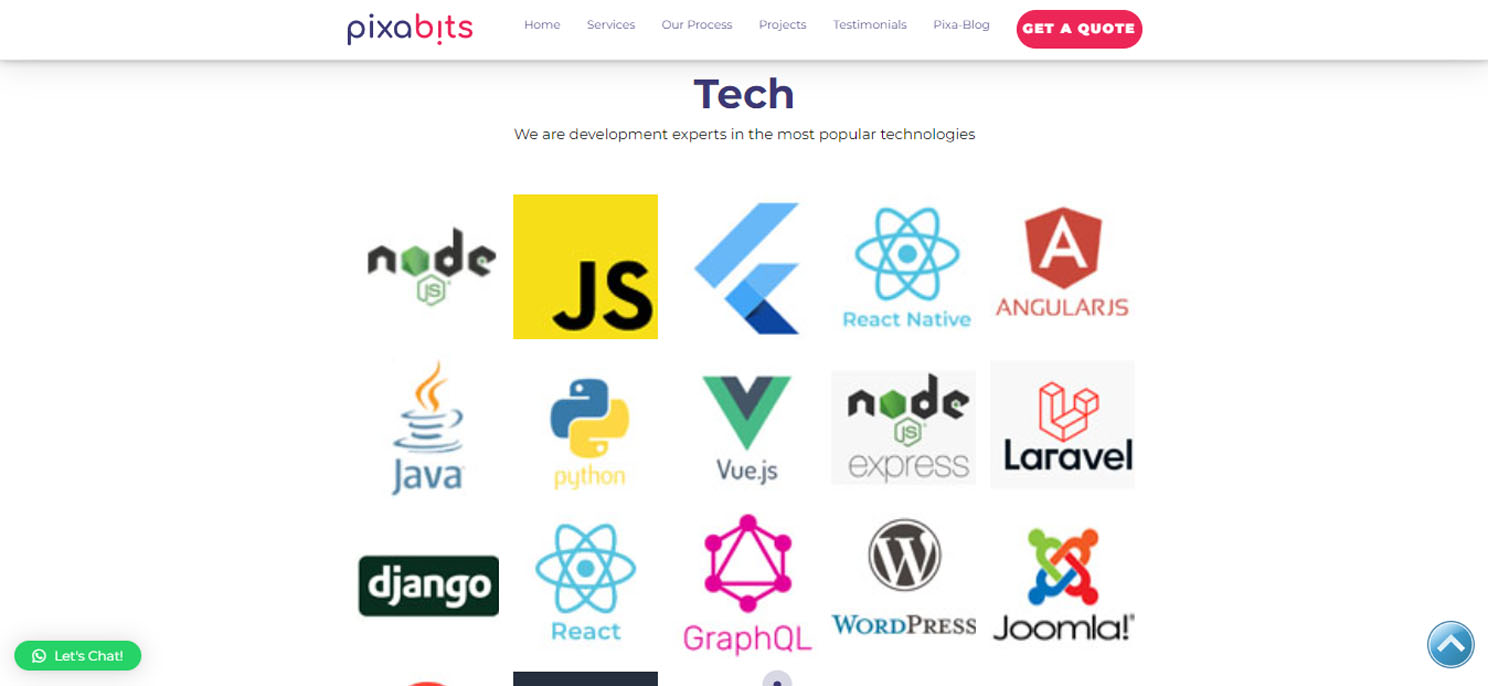 pixabits
Home Services Our Process Projects Testimonials Pixa-Blog GET A QUOTE
Tech
We are development experts in the most popular technologies
node
JS
JS
React Native
ANGULARJS
Java
python
Vue.js
node
JS
express
Laravel
django
React
GraphQL
WORDPRESS
Joomla!®
Let's Chat!